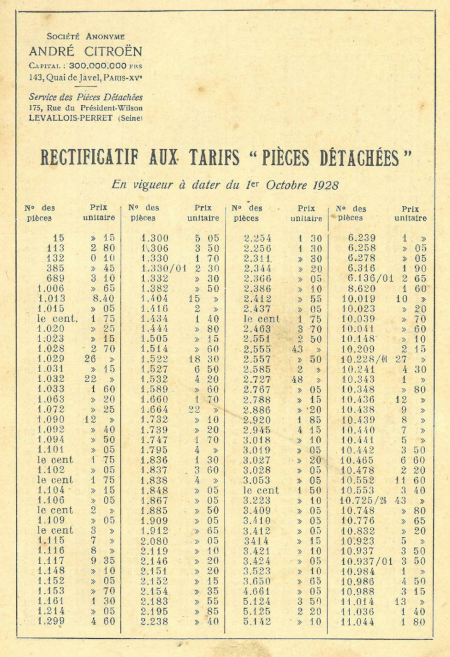 SOCIÉTÉ ANONYME
ANDRÉ CITROËN
CAPITAL : 300.000.000 FRS
143, Quai de Javel, PARIS-XVe
Service des Pièces Détachées
175, Rue du Président-Wilson
LEVALLOIS-PERRET (Seine)
RECTIFICATIF AUX TARIFS “ PIÈCES DÉTACHÉES ”
En vigueur à dater du 1er Octobre 1928
No des pièces Prix unitaire No des pièces Prix unitaire No des pièces Prix unitaire No des pièces Prix unitaire
15 » 15 1.300 5 05 2.254 1 30 6.239 1 »
113 2 80 1.306 3 50 2.256 1 30 6.258 » 05
132 0 10 1.330 1 70 2.311 » 30 6.278 » 05
385 » 45 1.330/01 2 30 2.344 » 20 6.316 1 90
689 3 10 1.332 » 30 2.366 » 05 6.136/01 2 65
1.006 » 65 1.382 » 50 2.386 » 10 8.620 1 60
1.013 8.40 1.404 15 » 2.412 » 55 10.019 10 »
1.015 » 05 1.416 2 » 2.437 » 05 10.023 » 20
le cent. 1 75 1.434 1 40 le cent 1 75 10.039 » 70
1.020 » 25 1.444 » 80 2.463 3 70 10.041 » 60
1.023 » 15 1.505 » 15 2.551 2 50 10.148 » 10
1.028 2 70 1.514 » 60 2.555 43 » 10.209 2 15
1.029 26 » 1.522 18 30 2.557 » 50 10.228/01 27 »
1.031 » 15 1.527 6 50 2.585 2 » 10.241 4 30
1.032 22 » 1.532 4 20 2.727 48 » 10.343 1 »
1.033 1 60 1.589 » 60 2.767 » 05 10.348 » 80
1.063 » 20 1.660 1 70 2.788 » 15 10.436 12 »
1.072 » 25 1.664 22 » 2.886 » 20 10.438 9 »
1.090 12 » 1.732 » 10 2.920 1 85 10.439 8 »
1.092 » 40 1.739 » 20 2.945 4 15 10.440 7 »
1.094 » 50 1.747 1 70 3.018 » 10 10.441 5 »
1.101 » 05 1.795 4 » 3.019 » 05 10.442 3 50
le cent 1 75 1.836 1 30 3.027 » 20 10.465 6 60
1.102 » 05 1.837 3 60 3.028 » 05 10.478 2 20
le cent 1 75 1.838 4 » 3.053 » 05 10.552 11 60
1.104 » 15 1.848 » 05 le cent 1 50 10.553 3 40
1.106 » 05 1.867 » 05 3.223 » 10 10.725/ 43 »
le cent 2 » 1.885 » 50 3.409 » 05 10.748 » 80
1.109 » 05 1.909 » 05 3.410 » 05 10.776 » 65
le cent 3 » 1.912 » 65 3.412 » 05 10.832 » 20
1.115 7 » 2.080 » 05 3414 » 15 10.923 5 »
1.116 8 » 2.119 » 10 3.421 » 10 10.937 3 50
1.117 9 35 2.146 » 20 3.424 » 05 10.937/01 3 50
1.148 » 10 2.151 » 20 3.523 » 10 10.984 1 »
1.152 » 05 2.152 » 15 3.650 » 65 10.986 4 50
1.153 » 70 2.154 » 35 4.661 » 05 10.988 3 15
1.161 1 30 2.183 » 55 5.124 3 50 11.014 13 »
1.214 » 05 2.195 » 85 5.125 2 20 11.036 1 40
1.299 4 60 2.238 » 40 5.142 » 10 11.044 1 80